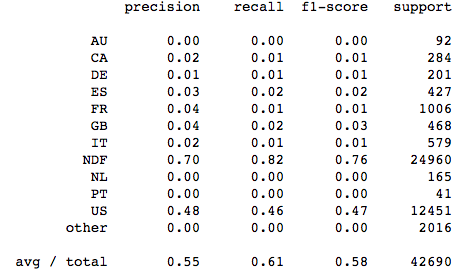 precision recall f1-score support
AU 0.00 0.00 0.00 92
CA 0.02 0.01 0.01 284
DE 0.01 0.01 0.01 201
ES 0.03 0.02 0.02 427
FR 0.04 0.01 0.01 1006
GB 0.04 0.02 0.03 468
IT 0.02 0.01 0.01 579
NDF 0.70 0.82 0.76 24960
NL 0.00 0.00 0.00 165
PT 0.00 0.00 0.00 41
US 0.48 0.46 0.47 12451
other 0.00 0.00 0.00 2016
avg / total 0.55 0.61 0.58 42690